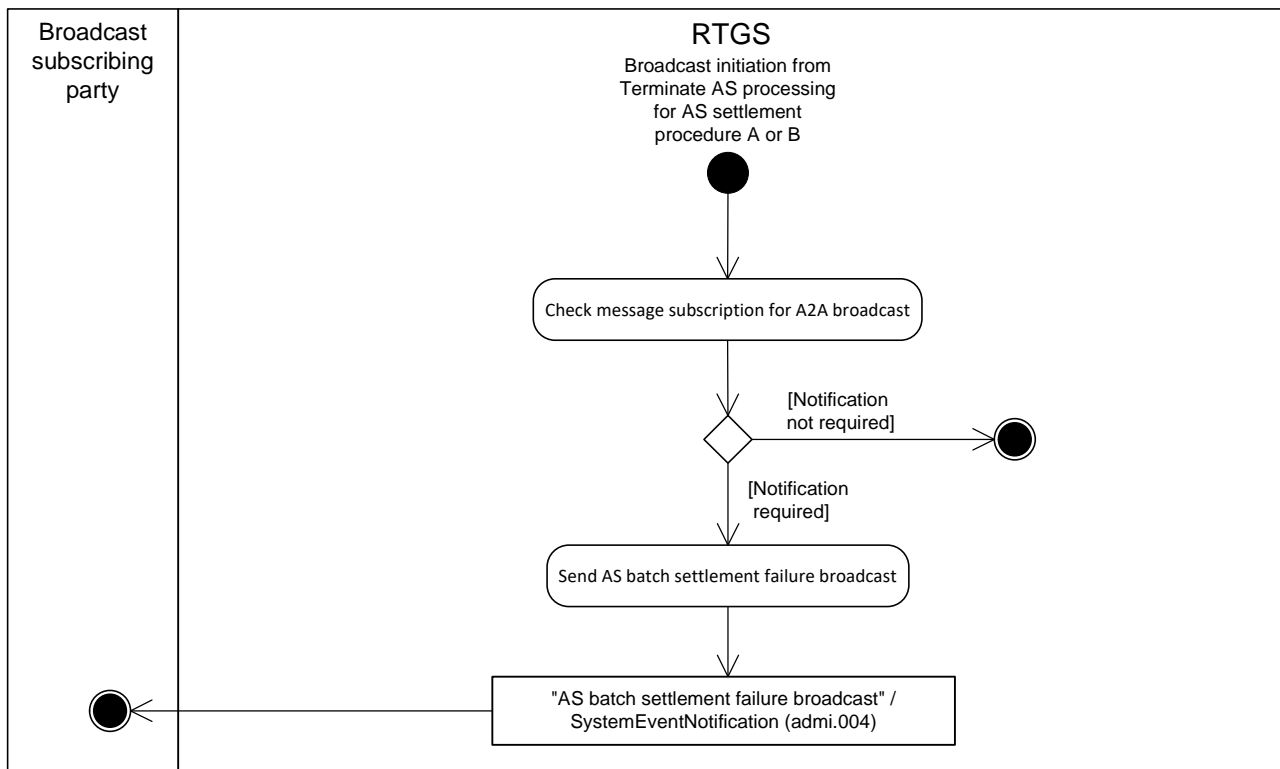 Broadcast
subscribing
party
RTGS
Broadcast initiation from
Terminate AS processing
for AS settlement
procedure A or B
Check message subscription for A2A broadcast
[Notification
not required]
[Notification
required]
Send AS batch settlement failure broadcast
"AS batch settlement failure broadcast" /
SystemEventNotification (admi.004)